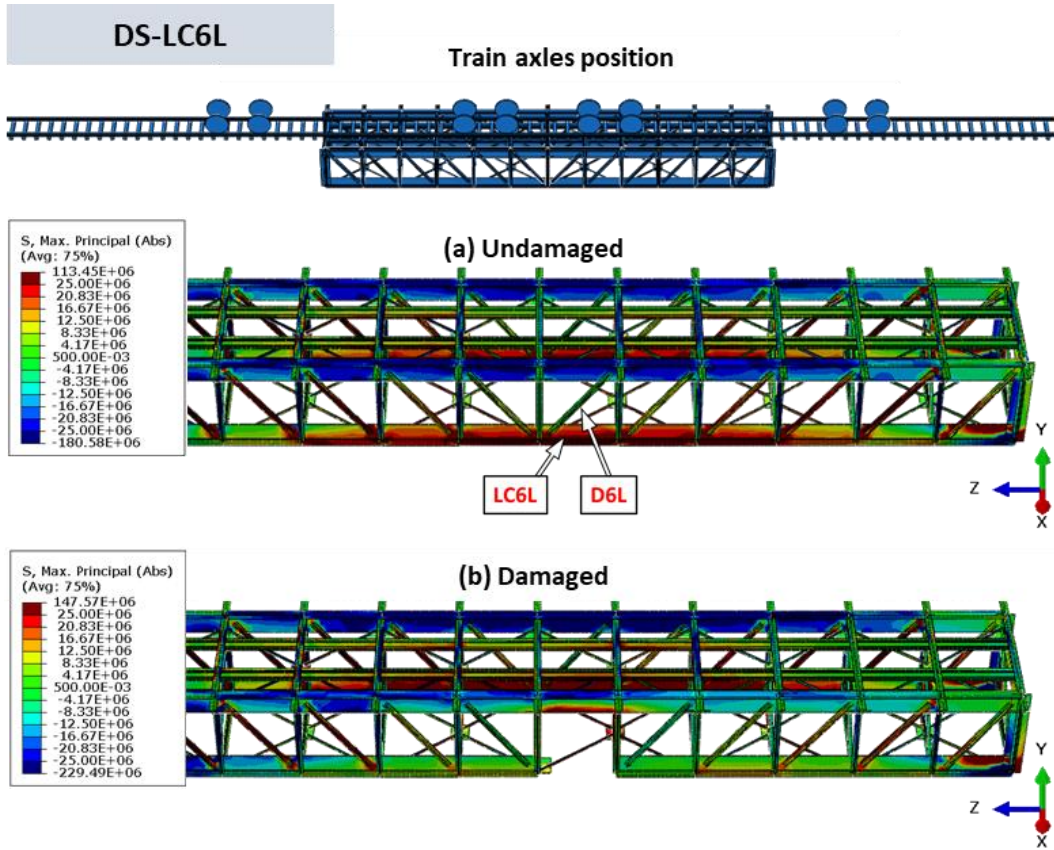 DS-LC6L
Train axles position
(a) Undamaged
S, Max. Principal (Abs)
(Avg: 75%)
113.45E+06
25.00E+06
20.83E+06
16.67E+06
12.50E+06
8.33E+06
4.17E+06
500.00E-03
-4.17E+06
-8.33E+06
-12.50E+06
-16.67E+06
-20.83E+06
-25.00E+06
-180.58E+06
LC6L
D6L
Y
Z
X
(b) Damaged
S, Max. Principal (Abs)
(Avg: 75%)
147.57E+06
25.00E+06
20.83E+06
16.67E+06
12.50E+06
8.33E+06
4.17E+06
500.00E-03
-4.17E+06
-8.33E+06
-12.50E+06
-16.67E+06
-20.83E+06
-25.00E+06
-229.49E+06
Y
Z
X